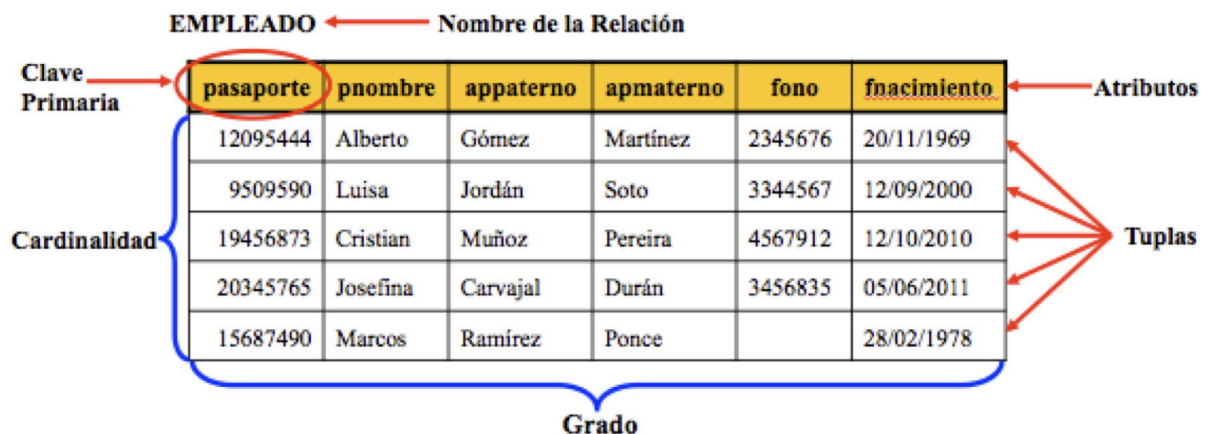 EMPLEADO Nombre de la Relación
Clave
Primaria
pasaporte pnombre appaterno apmaterno fono fnacimiento
Atributos
12095444 Alberto Gómez Martínez 2345676 20/11/1969
9509590 Luisa Jordán Soto 3344567 12/09/2000
Cardinalidad
19456873 Cristian Muñoz Pereira 4567912 12/10/2010
Tuplas
20345765 Josefina Carvajal Durán 3456835 05/06/2011
15687490 Marcos Ramírez Ponce 28/02/1978
Grado